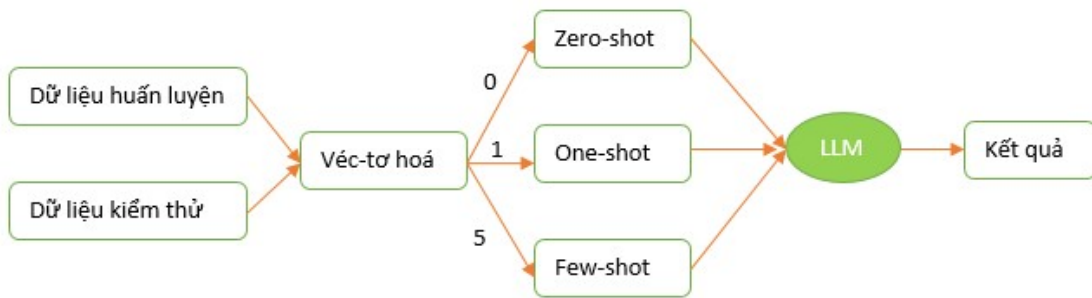 Dữ liệu huấn luyện
Dữ liệu kiểm thử
Véc-tơ hoá
0
1
5
Zero-shot
One-shot
Few-shot
LLM
Kết quả